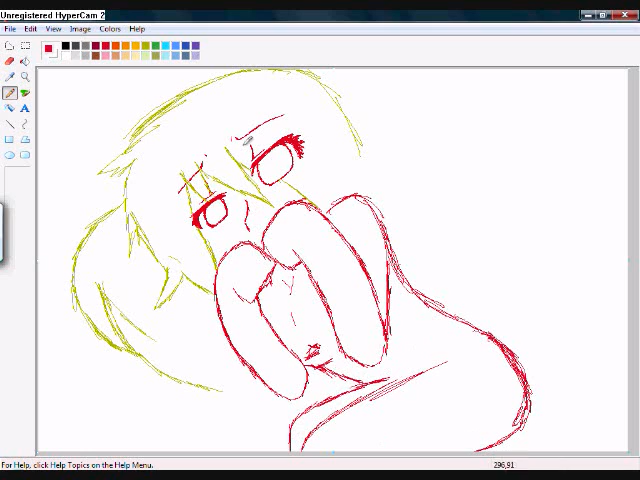 Unregistered HyperCam 2
File Edit View Image Colors Help
For Help, click Help Topics on the Help Menu.
296,91